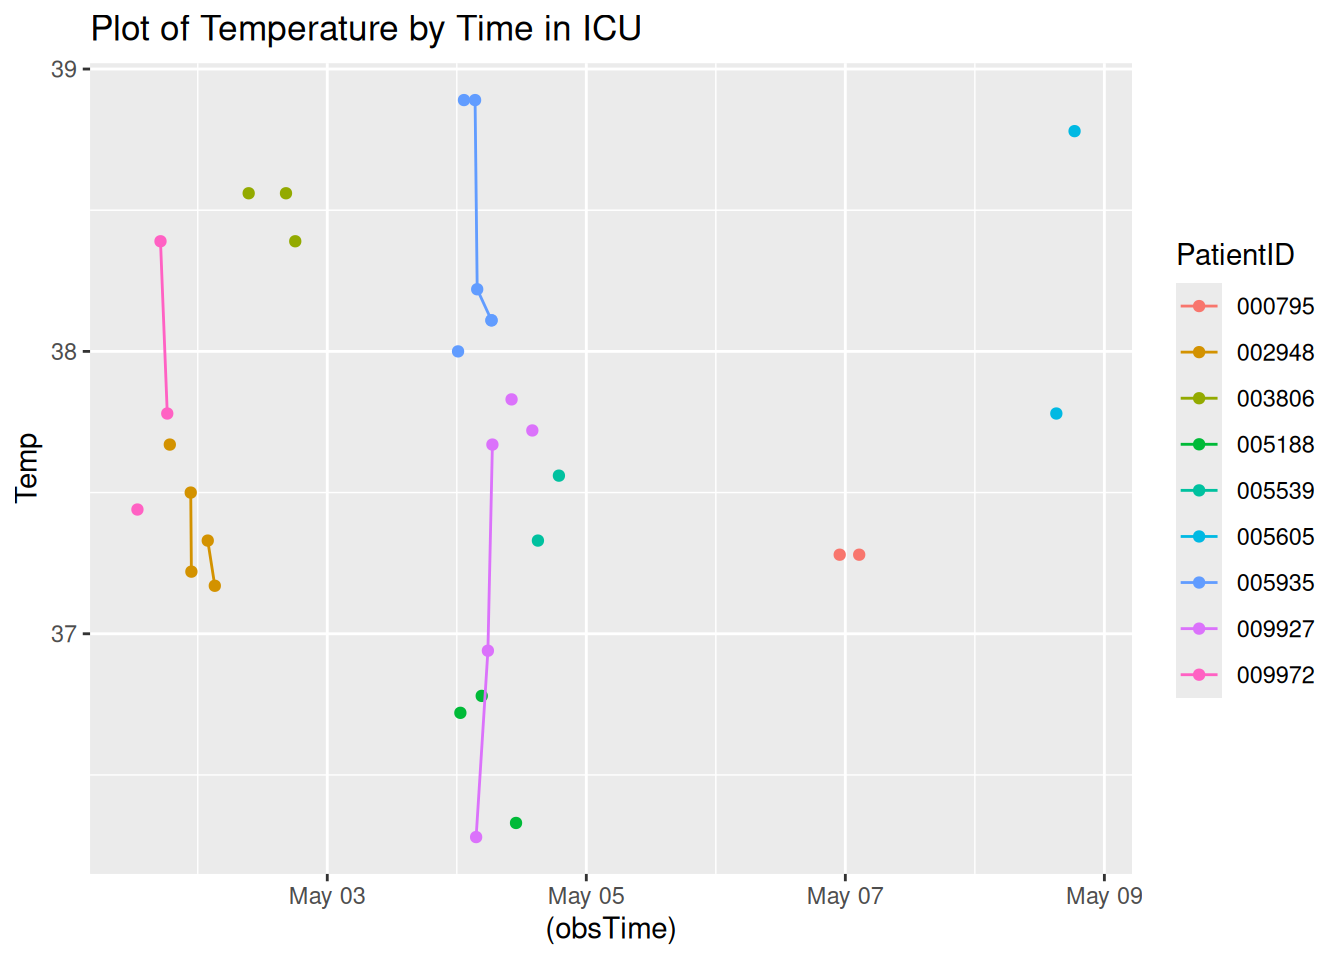 Plot of Temperature by Time in ICU
39
38
37
Temp
May 03
May 05
May 07
May 09
(obsTime)
PatientID
000795
002948
003806
005188
005539
005605
005935
009927
009972